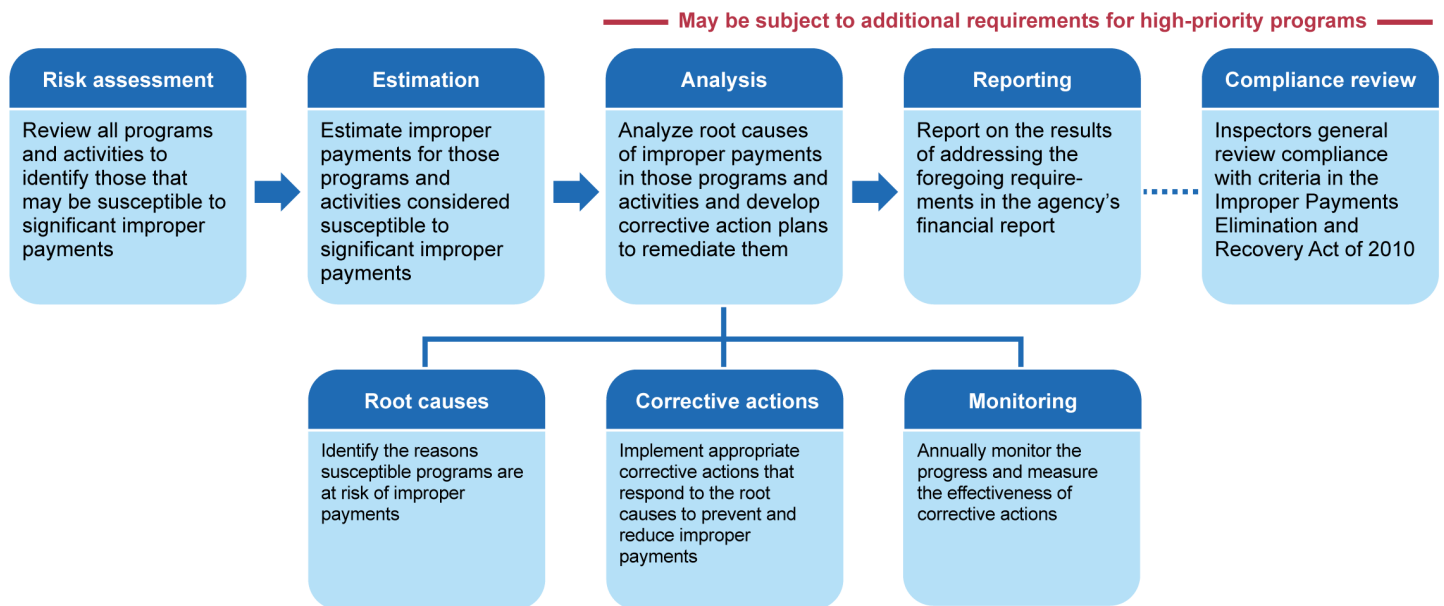 May be subject to additional requirements for high-priority programs
Risk assessment
Review all programs
and activities to
identify those that
may be susceptible to
significant improper
payments
Estimation
Estimate improper
payments for those
programs and
activities considered
susceptible to
significant improper
payments
Analysis
Analyze root causes
of improper payments
in those programs and
activities and develop
corrective action plans
to remediate them
Reporting
Report on the results
of addressing the
foregoing require-
ments in the agency’s
financial report
Compliance review
Inspectors general
review compliance
with criteria in the
Improper Payments
Elimination and
Recovery Act of 2010
Root causes
Identify the reasons
susceptible programs are
at risk of improper
payments
Corrective actions
Implement appropriate
corrective actions that
respond to the root
causes to prevent and
reduce improper
payments
Monitoring
Annually monitor the
progress and measure
the effectiveness of
corrective actions